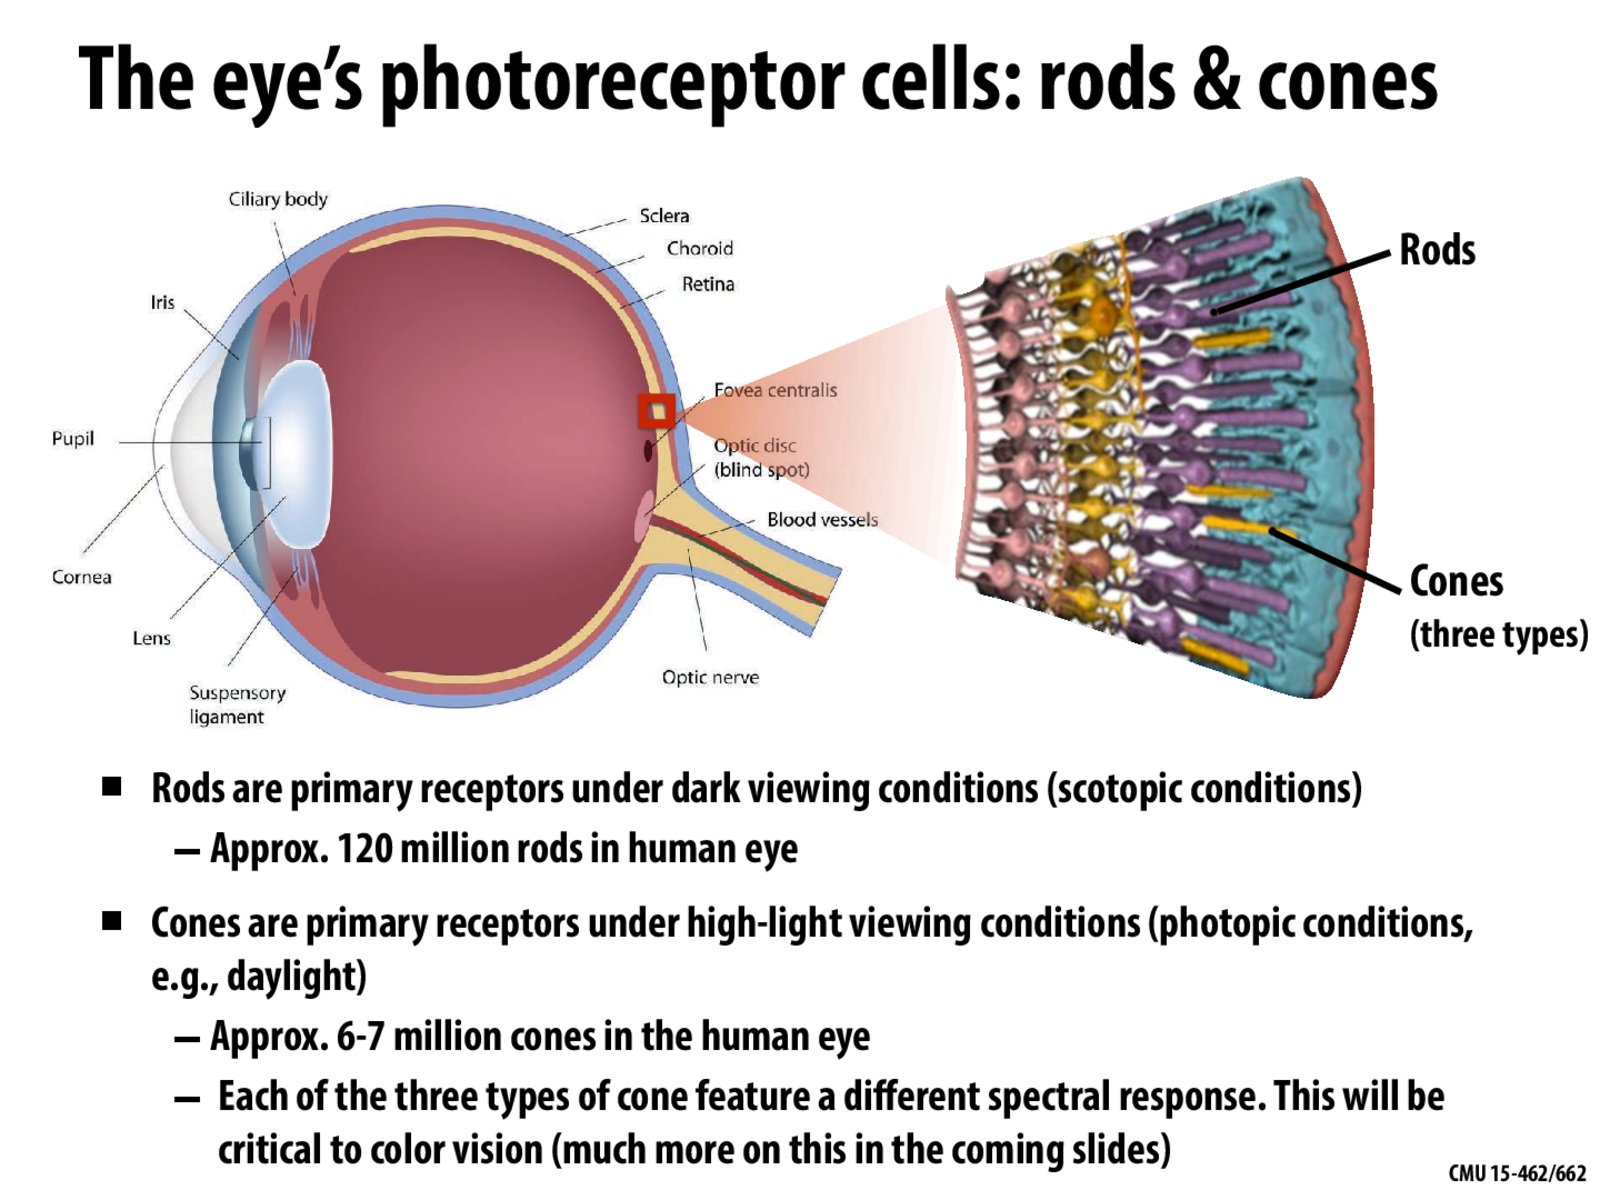 The eye’s photoreceptor cells: rods & cones
Ciliary body
Sclera
Choroid
Retina
Iris
Rods
Fovea centralis
Pupil
Optic disc
(blind spot)
Blood vessels
Cornea
Cones
(three types)
Lens
Optic nerve
Suspensory
ligament
■ Rods are primary receptors under dark viewing conditions (scotopic conditions)
– Approx. 120 million rods in human eye
■ Cones are primary receptors under high-light viewing conditions (photopic conditions,
e.g., daylight)
– Approx. 6-7 million cones in the human eye
– Each of the three types of cone feature a different spectral response. This will be
critical to color vision (much more on this in the coming slides)
CMU 15-462/662